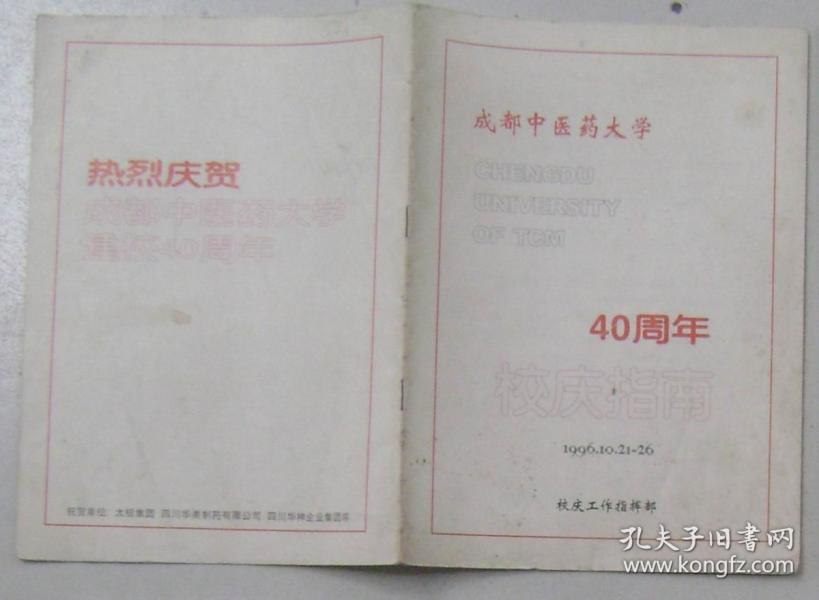 热烈庆贺
成都中医药大学
建校40周年
祝贺单位：太极集团 四川华美制药有限公司 四川华神企业集团等
成都中医药大学
CHENGDU
UNIVERSITY
OF TCM
40周年
校庆指南
1996.10.21-26
校庆工作指挥部
孔夫子旧书网
www.kongfz.com